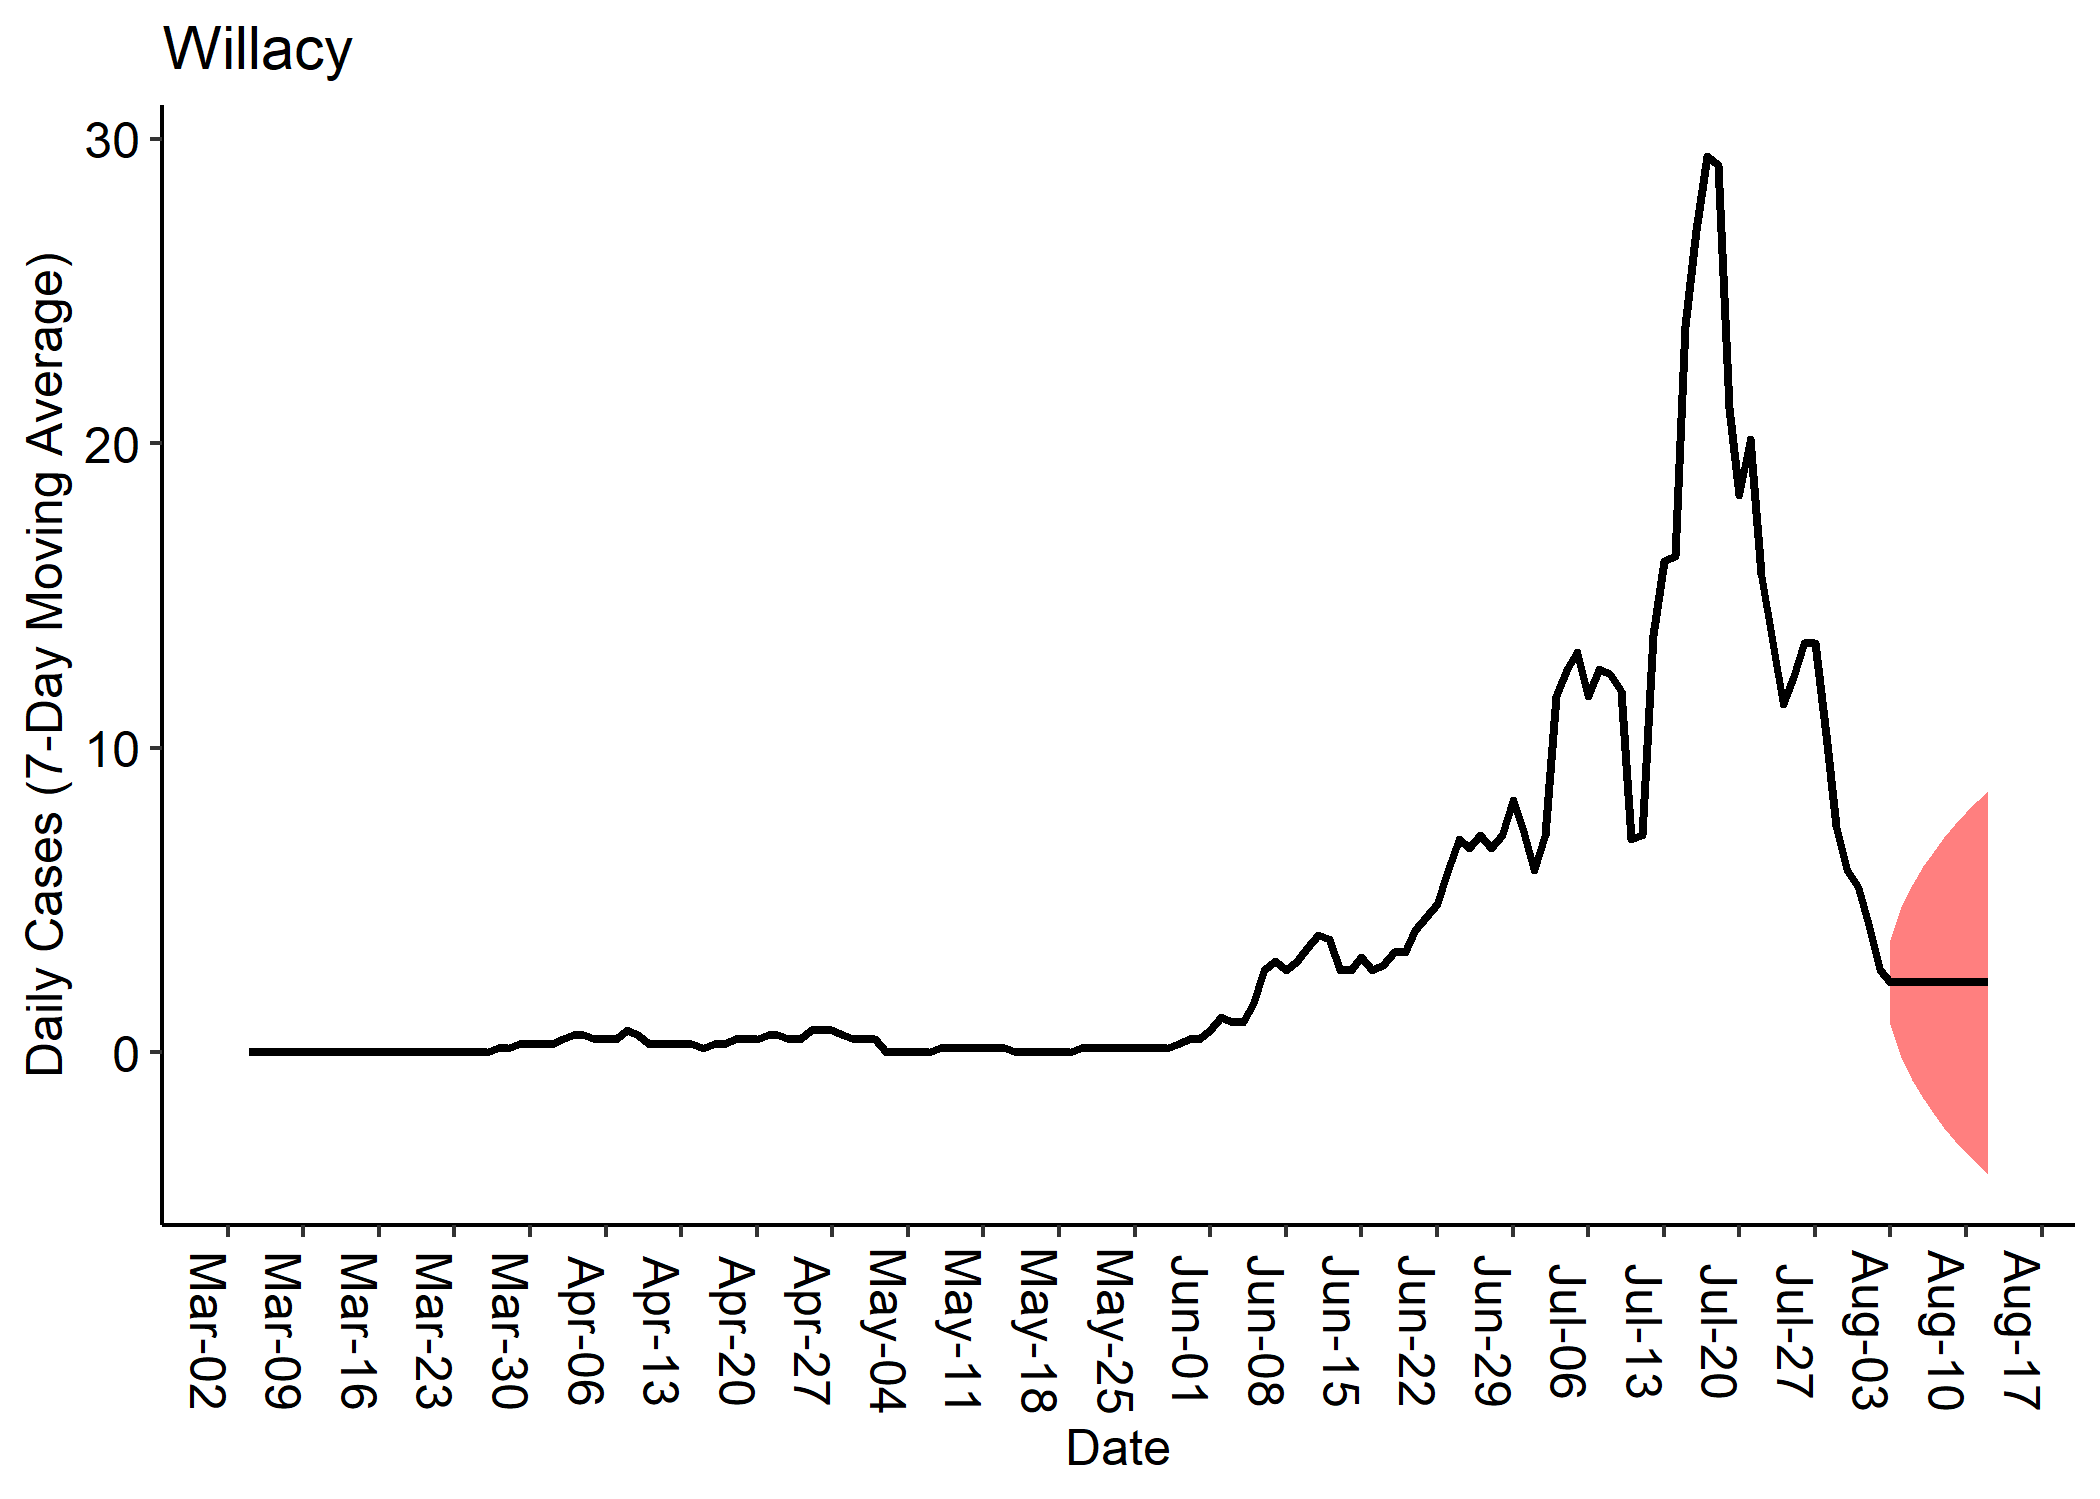 Willacy
Daily Cases (7-Day Moving Average)
30
20
10
0
Mar-02
Mar-09
Mar-16
Mar-23
Mar-30
Apr-06
Apr-13
Apr-20
Apr-27
May-04
May-11
May-18
May-25
Jun-01
Jun-08
Jun-15
Jun-22
Jun-29
Jul-06
Jul-13
Jul-20
Jul-27
Aug-03
Aug-10
Aug-17
Date